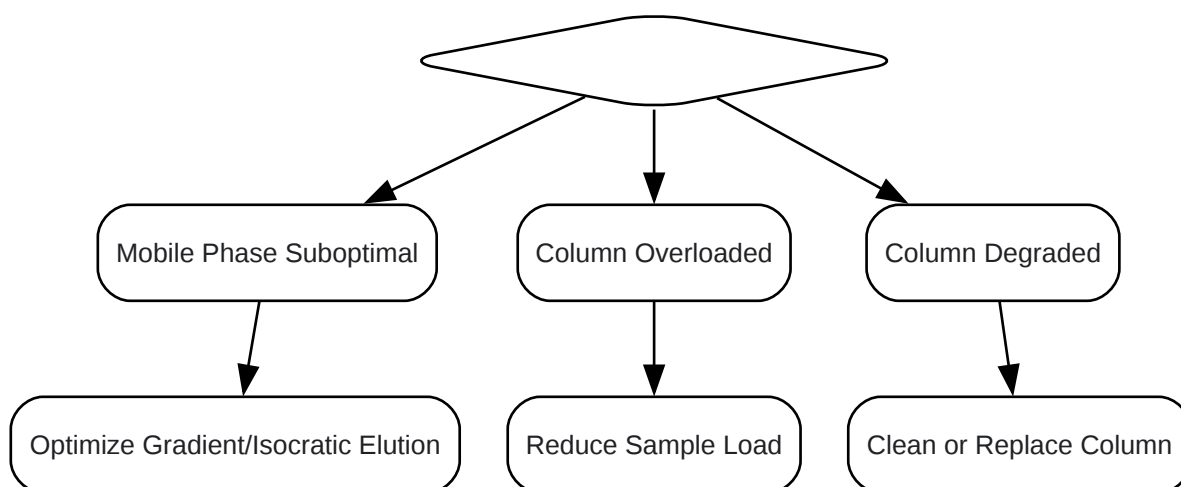 Mobile Phase Suboptimal
Column Overloaded
Column Degraded
Optimize Gradient/Isocratic Elution
Reduce Sample Load
Clean or Replace Column